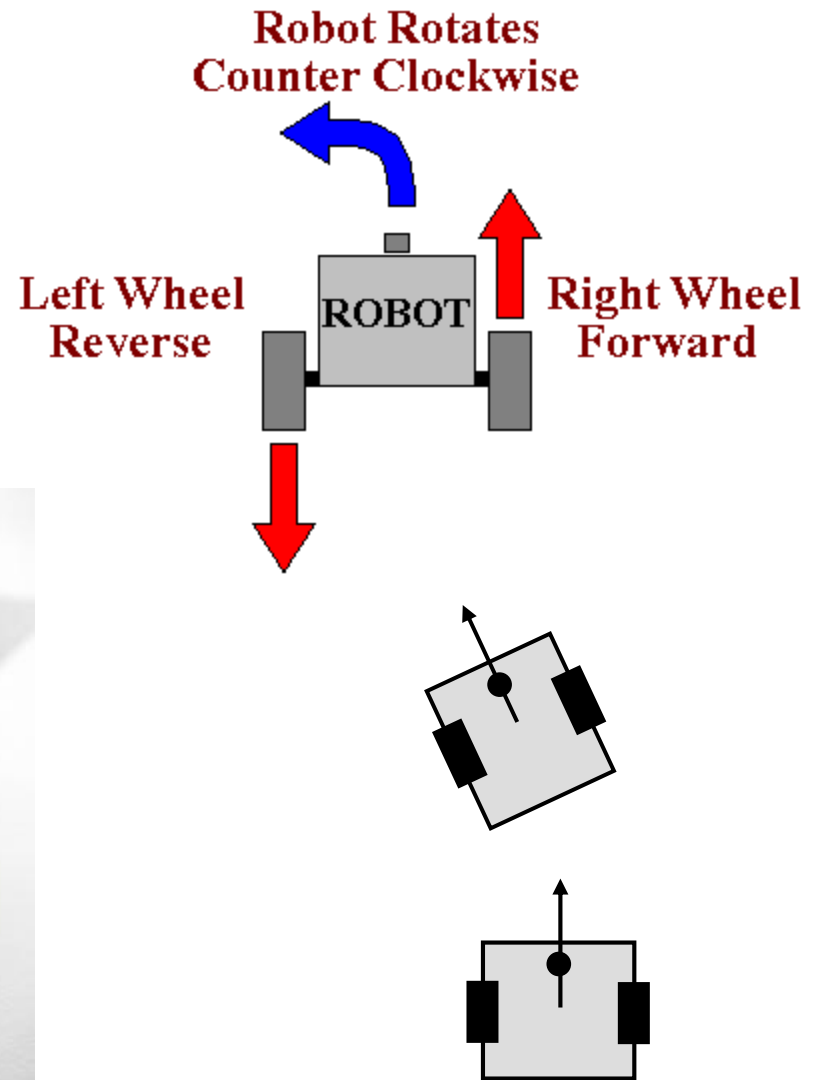 Robot Rotates
Counter Clockwise
Left Wheel
Reverse
ROBOT
Right Wheel
Forward